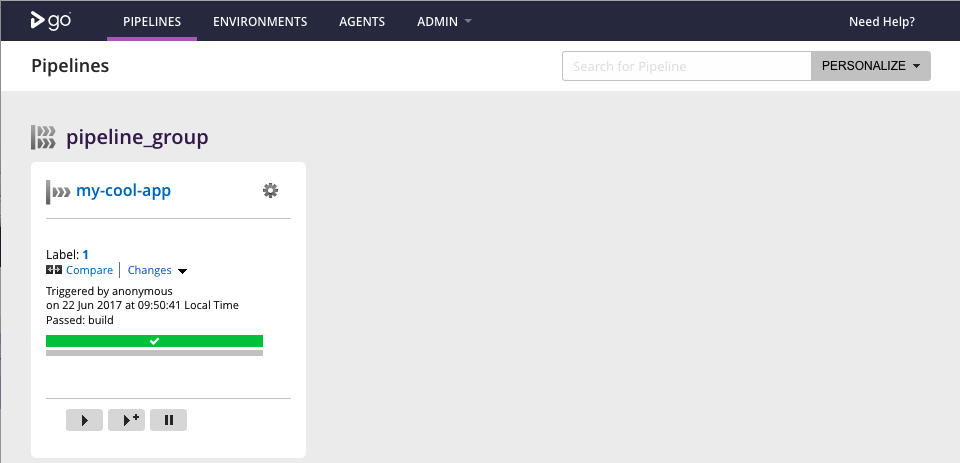 go
PIPELINES ENVIRONMENTS AGENTS ADMIN Need Help?
Pipelines Search for Pipeline PERSONALIZE
pipeline_group
my-cool-app
Label: 1
Compare Changes
Triggered by anonymous
on 22 Jun 2017 at 09:50:41 Local Time
Passed: build